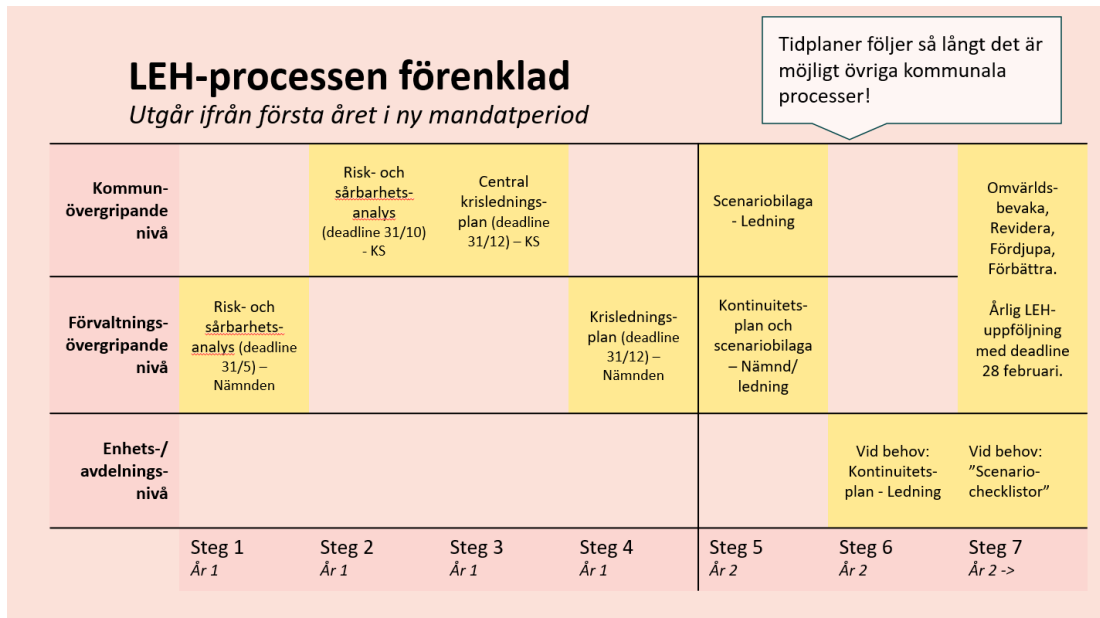 LEH-processen förenklad
Utgår ifrån första året i ny mandatperiod
Tidplaner följer så långt det är
möjligt övriga kommunala
processer!
Kommun-
övergripande
nivå
Risk- och
sårbarhets-
analys
(deadline 31/10)
- KS
Central
krislednings-
plan (deadline
31/12) – KS
Scenariobilaga
- Ledning
Omvärlds-
bevaka,
Revidera,
Fördjupa,
Förbättra.
Årlig LEH-
uppföljning
med deadline
28 februari.
Förvaltnings-
övergripande
nivå
Risk- och
sårbarhets-
analys (deadline
31/5) –
Nämnden
Krislednings-
plan (deadline
31/12) –
Nämnden
Kontinuitets-
plan och
scenariobilaga
– Nämnd/
ledning
Enhets-/
avdelnings-
nivå
Vid behov:
Kontinuitets-
plan - Ledning
Vid behov:
”Scenario-
checklistor”
Steg 1
År 1
Steg 2
År 1
Steg 3
År 1
Steg 4
År 1
Steg 5
År 2
Steg 6
År 2
Steg 7
År 2 ->